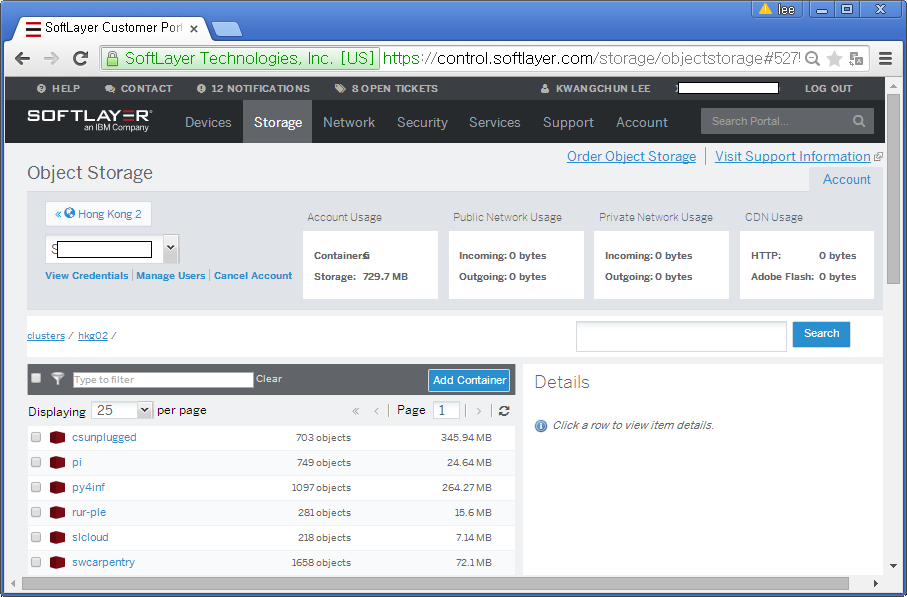 lee
SoftLayer Customer Port
SoftLayer Technologies, Inc. [US] https://control.softlayer.com/storage/objectstorage#527
HELP CONTACT 12 NOTIFICATIONS 8 OPEN TICKETS KWANGCHUN LEE LOG OUT
SOFTLAYER
an IBM Company
Devices Storage Network Security Services Support Account Search Portal...
Order Object Storage Visit Support Information
Object Storage
Account
« Hong Kong 2
Account Usage Public Network Usage Private Network Usage CDN Usage
S
Containers: 6 Incoming: 0 bytes Incoming: 0 bytes HTTP: 0 bytes
View Credentials Manage Users Cancel Account Storage: 729.7 MB Outgoing: 0 bytes Outgoing: 0 bytes Adobe Flash: 0 bytes
clusters / hkg02 / Search
Type to filter Clear Add Container
Details
Displaying 25 per page « ‹ Page 1 ›
Click a row to view item details.
csunplugged 703 objects 345.94 MB
pi 749 objects 24.64 MB
py4inf 1097 objects 264.27 MB
rur-ple 281 objects 15.6 MB
slcloud 218 objects 7.14 MB
swcarpentry 1658 objects 72.1 MB